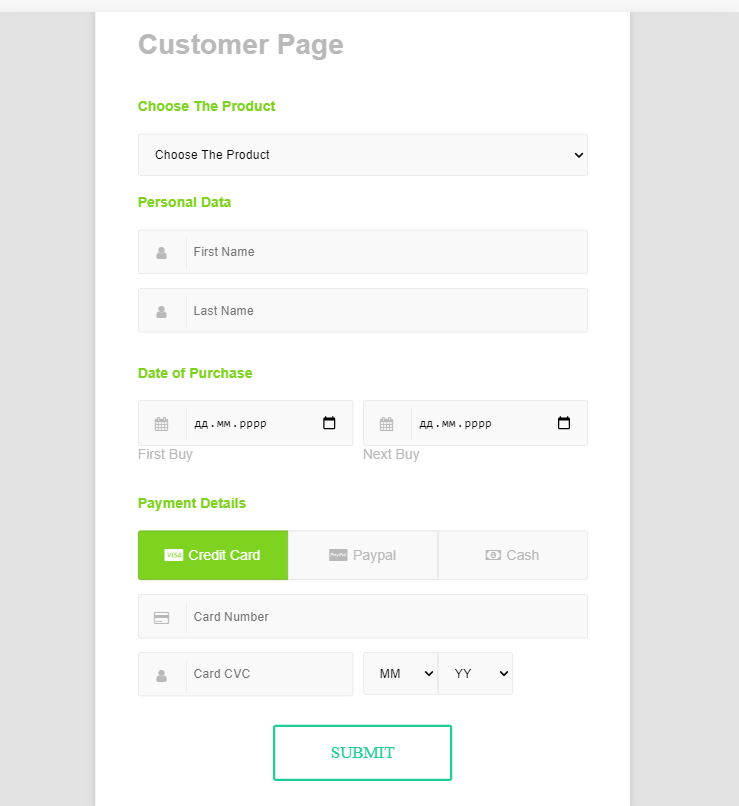 Customer Page
Choose The Product
Choose The Product
Personal Data
First Name
Last Name
Date of Purchase
дд.мм.рррр дд.мм.рррр
First Buy Next Buy
Payment Details
VISA Credit Card PayPal Paypal Cash
Card Number
Card CVC MM YY
SUBMIT